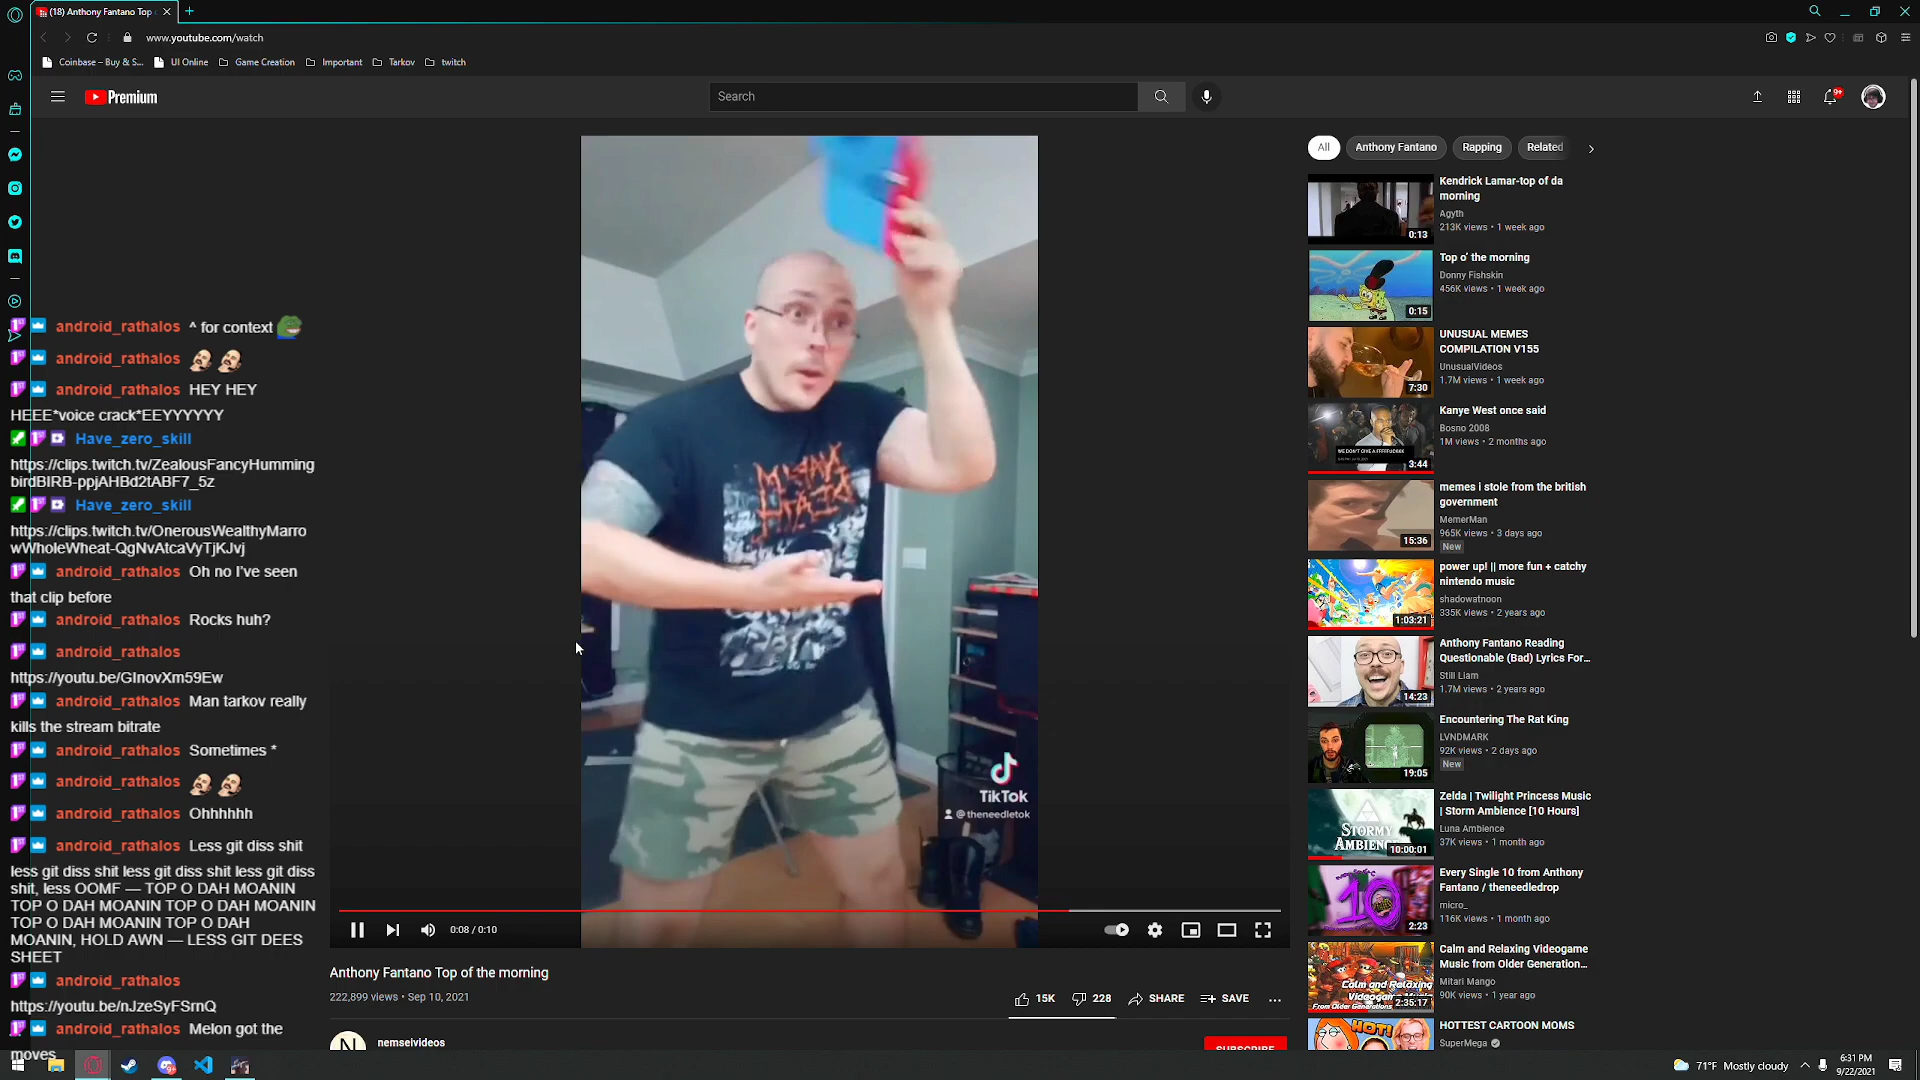 (18) Anthony Fantano Top
www.youtube.com/watch
Coinbase – Buy & S...
UI Online
Game Creation
Important
Tarkov
twitch
Premium
Search
9+
android_rathalos ^ for context
android_rathalos
android_rathalos HEY HEY
HEEE*voice crack*EEYYYYYY
Have_zero_skill
https://clips.twitch.tv/ZealousFancyHumming
birdBIRB-ppjAHBd2tABF7_5z
Have_zero_skill
https://clips.twitch.tv/OnerousWealthyMarro
wWholeWheat-QgNvAtcaVyTjKJvj
android_rathalos Oh no I've seen
that clip before
android_rathalos Rocks huh?
android_rathalos
https://youtu.be/GInovXm59Ew
android_rathalos Man tarkov really
kills the stream bitrate
android_rathalos Sometimes *
android_rathalos
android_rathalos Ohhhhhh
android_rathalos Less git diss shit
less git diss shit less git diss shit less git diss
shit, less OOMF — TOP O DAH MOANIN
TOP O DAH MOANIN TOP O DAH MOANIN
TOP O DAH MOANIN TOP O DAH
MOANIN, HOLD AWN — LESS GIT DEES
SHEET
android_rathalos
https://youtu.be/nJzeSyFSrnQ
android_rathalos Melon got the
moves
TikTok
@theneedletok
0:08 / 0:10
Anthony Fantano Top of the morning
222,899 views • Sep 10, 2021
15K
228
SHARE
SAVE
N
nemseivideos
SUBSCRIBE
All
Anthony Fantano
Rapping
Related
0:13
Kendrick Lamar-top of da
morning
Agyth
213K views • 1 week ago
0:15
Top o' the morning
Donny Fishskin
456K views • 1 week ago
7:30
UNUSUAL MEMES
COMPILATION V155
UnusualVideos
1.7M views • 1 week ago
3:44
Kanye West once said
Bosno 2008
1M views • 2 months ago
15:36
memes i stole from the british
government
MemerMan
965K views • 3 days ago
New
1:03:21
power up! || more fun + catchy
nintendo music
shadowatnoon
335K views • 2 years ago
14:23
Anthony Fantano Reading
Questionable (Bad) Lyrics For...
Still Liam
1.7M views • 2 years ago
19:05
Encountering The Rat King
LVNDMARK
92K views • 2 days ago
New
STORMY
AMBIENCE
10:00:01
Zelda | Twilight Princess Music
| Storm Ambience [10 Hours]
Luna Ambience
37K views • 1 month ago
10
2:23
Every Single 10 from Anthony
Fantano / theneedledrop
micro_
116K views • 1 month ago
Calm and Relaxing
From Older Generations
2:35:17
Calm and Relaxing Videogame
Music from Older Generation...
Mitari Mango
90K views • 1 year ago
HOT!
HOTTEST CARTOON MOMS
SuperMega
71°F Mostly cloudy
6:31 PM
9/22/2021